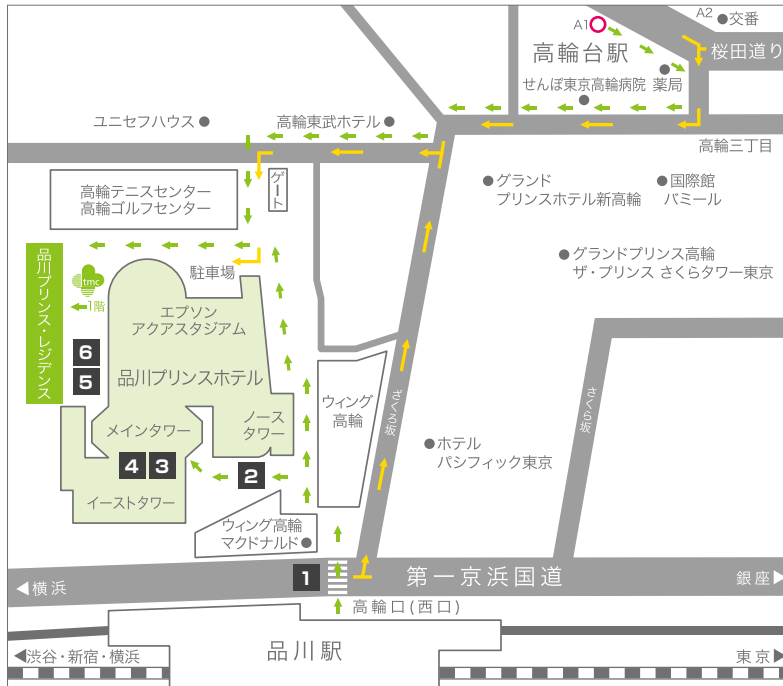 A2
交番
A1
桜田道り
高輪台駅
せんぽ東京高輪病院
薬局
ユニセフハウス
高輪東武ホテル
高輪三丁目
ゲート
高輪テニスセンター
高輪ゴルフセンター
グランド
プリンスホテル新高輪
国際館
パミール
品川プリンス・レジデンス
tmc
1階
駐車場
グランドプリンス高輪
ザ・プリンス さくらタワー東京
エプソン
アクアスタジアム
6
5
品川プリンスホテル
ウィング
高輪
ざくろ坂
さくら坂
メインタワー
ノース
タワー
4
3
2
ホテル
パシフィック東京
イーストタワー
ウィング高輪
マクドナルド
1
第一京浜国道
横浜
銀座
高輪口(西口)
品川駅
渋谷・新宿・横浜
東京